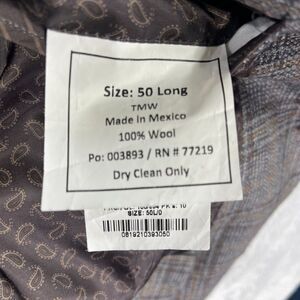 Size: 50 Long
TMW
Made in Mexico
100% Wool
Po: 003893 / RN # 77219
Dry Clean Only
SIZE: 50L/0
0819210393050